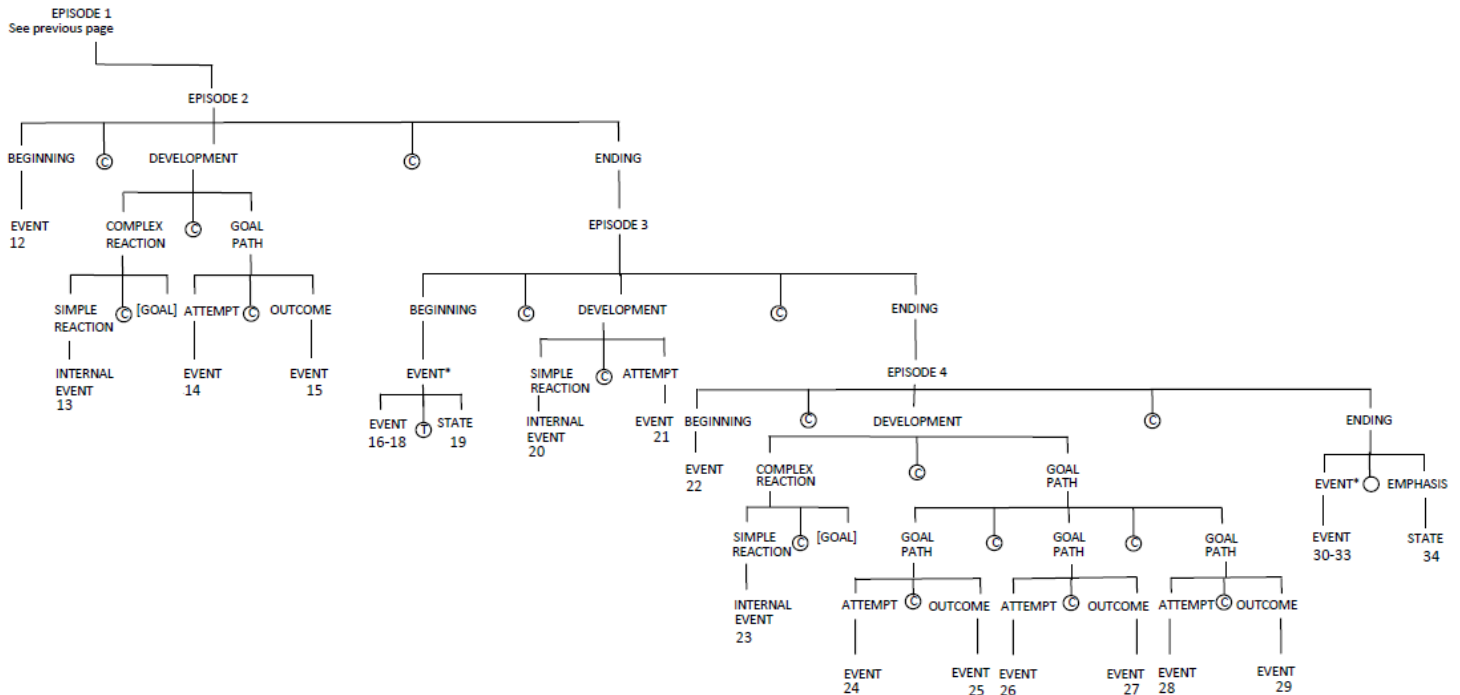 EPISODE 1
See previous page
EPISODE 2
BEGINNING
C
DEVELOPMENT
C
ENDING
EVENT
12
COMPLEX
REACTION
C
GOAL
PATH
EPISODE 3
SIMPLE
REACTION
C
[GOAL]
ATTEMPT
C
OUTCOME
BEGINNING
C
DEVELOPMENT
C
ENDING
INTERNAL
EVENT
13
EVENT
14
EVENT
15
EVENT*
SIMPLE
REACTION
C
ATTEMPT
EPISODE 4
EVENT
16-18
T
STATE
19
INTERNAL
EVENT
20
EVENT
21
BEGINNING
C
DEVELOPMENT
C
ENDING
EVENT
22
COMPLEX
REACTION
C
GOAL
PATH
EVENT*
EMPHASIS
SIMPLE
REACTION
C
[GOAL]
GOAL
PATH
C
GOAL
PATH
C
GOAL
PATH
EVENT
30-33
STATE
34
INTERNAL
EVENT
23
ATTEMPT
C
OUTCOME
ATTEMPT
C
OUTCOME
ATTEMPT
C
OUTCOME
EVENT
24
EVENT
25
EVENT
26
EVENT
27
EVENT
28
EVENT
29